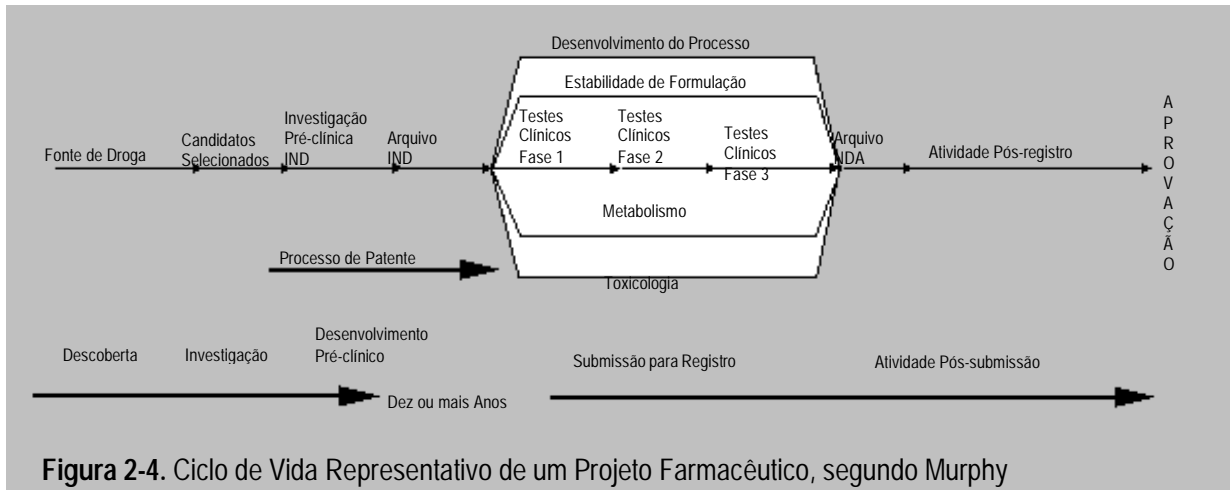 Desenvolvimento do Processo
Estabilidade de Formulação
Fonte de Droga
Candidatos
Selecionados
Investigação
Pré-clínica
IND
Arquivo
IND
Testes
Clínicos
Fase 1
Testes
Clínicos
Fase 2
Testes
Clínicos
Fase 3
Arquivo
NDA
Atividade Pós-registro
A
P
R
O
V
A
Ç
Ã
O
Metabolismo
Processo de Patente
Toxicologia
Descoberta
Investigação
Desenvolvimento
Pré-clínico
Dez ou mais Anos
Submissão para Registro
Atividade Pós-submissão
Figura 2-4. Ciclo de Vida Representativo de um Projeto Farmacêutico, segundo Murphy